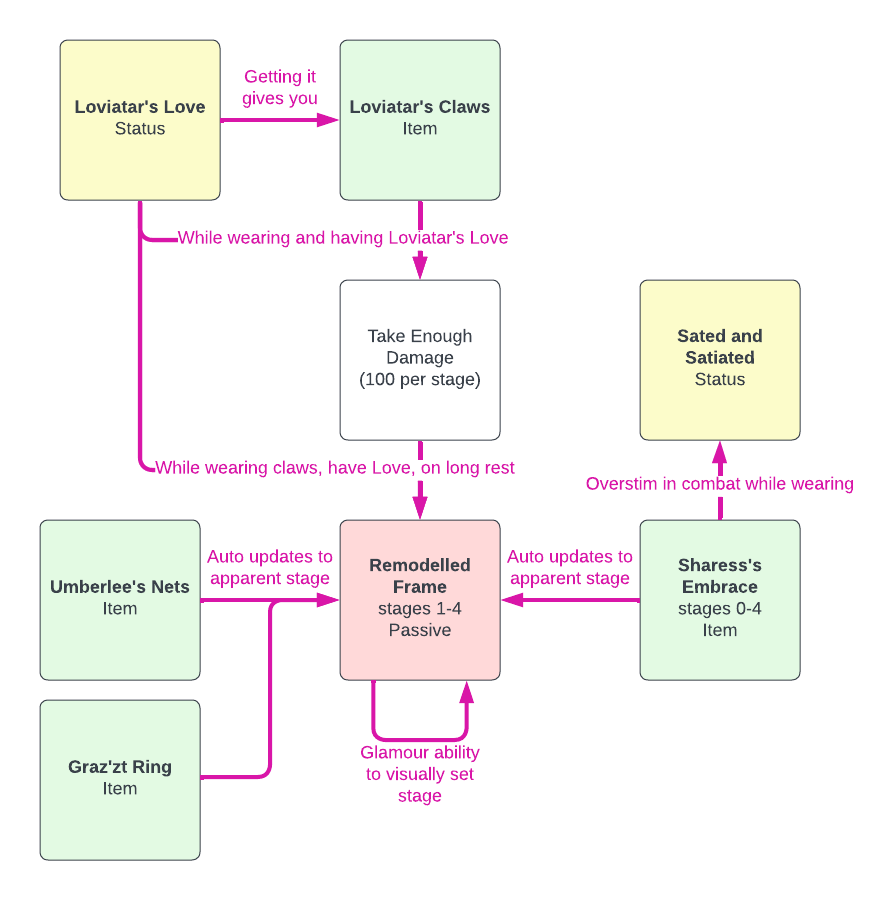 Loviatar's Love
Status
Getting it
gives you
Loviatar's Claws
Item
While wearing and having Loviatar's Love
Take Enough
Damage
(100 per stage)
Sated and
Satiated
Status
While wearing claws, have Love, on long rest
Overstim in combat while wearing
Umberlee's Nets
Item
Auto updates to
apparent stage
Remodelled
Frame
stages 1-4
Passive
Auto updates to
apparent stage
Sharess's
Embrace
stages 0-4
Item
Graz'zt Ring
Item
Glamour ability
to visually set
stage